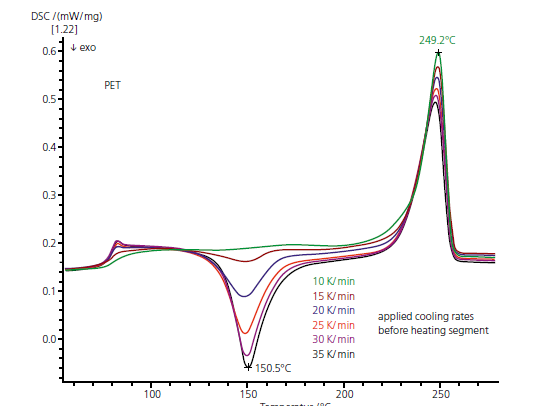 DSC /(mW/mg)
[1.22]
↓ exo
249.2°C
PET
0.6
0.5
0.4
0.3
0.2
0.1
0.0
10 K/min
15 K/min
20 K/min
25 K/min
30 K/min
35 K/min
applied cooling rates
before heating segment
150.5°C
100
150
200
250